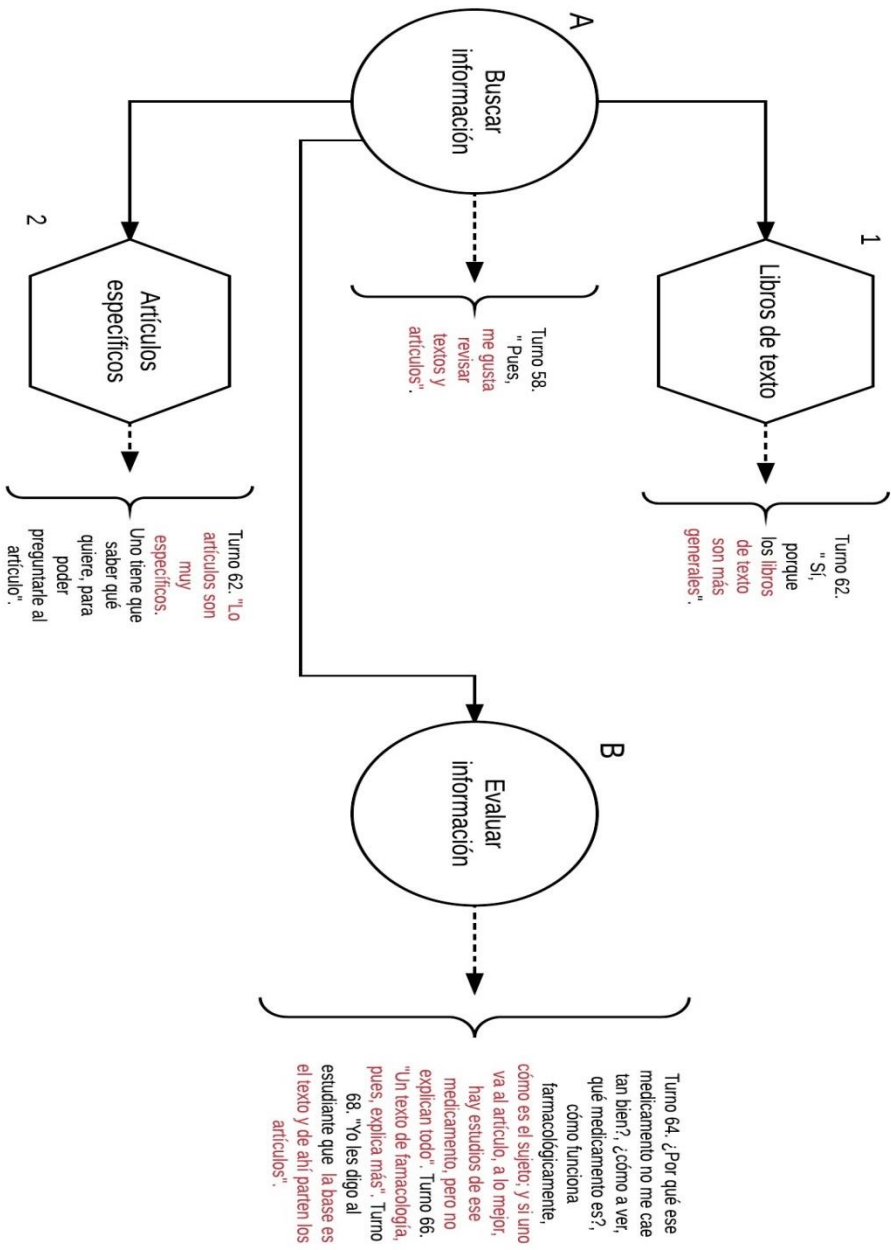 A
Buscar
información
1
Libros de texto
Turno 62.
" Sí,
porque
los libros
de texto
son más
generales".
Turno 58.
" Pues,
me gusta
revisar
textos y
artículos".
2
Artículos
específicos
Turno 62. "Lo
artículos son
muy
específicos.
Uno tiene que
saber qué
quiere, para
poder
preguntarle al
artículo".
B
Evaluar
información
Turno 64. ¿Por qué ese
medicamento no me cae
tan bien?, ¿cómo a ver,
qué medicamento es?,
cómo funciona
farmacológicamente,
cómo es el sujeto; y si uno
va al artículo, a lo mejor,
hay estudios de ese
medicamento, pero no
explican todo". Turno 66.
"Un texto de famacología,
pues, explica más". Turno
68. "Yo les digo al
estudiante que la base es
el texto y de ahí parten los
artículos".